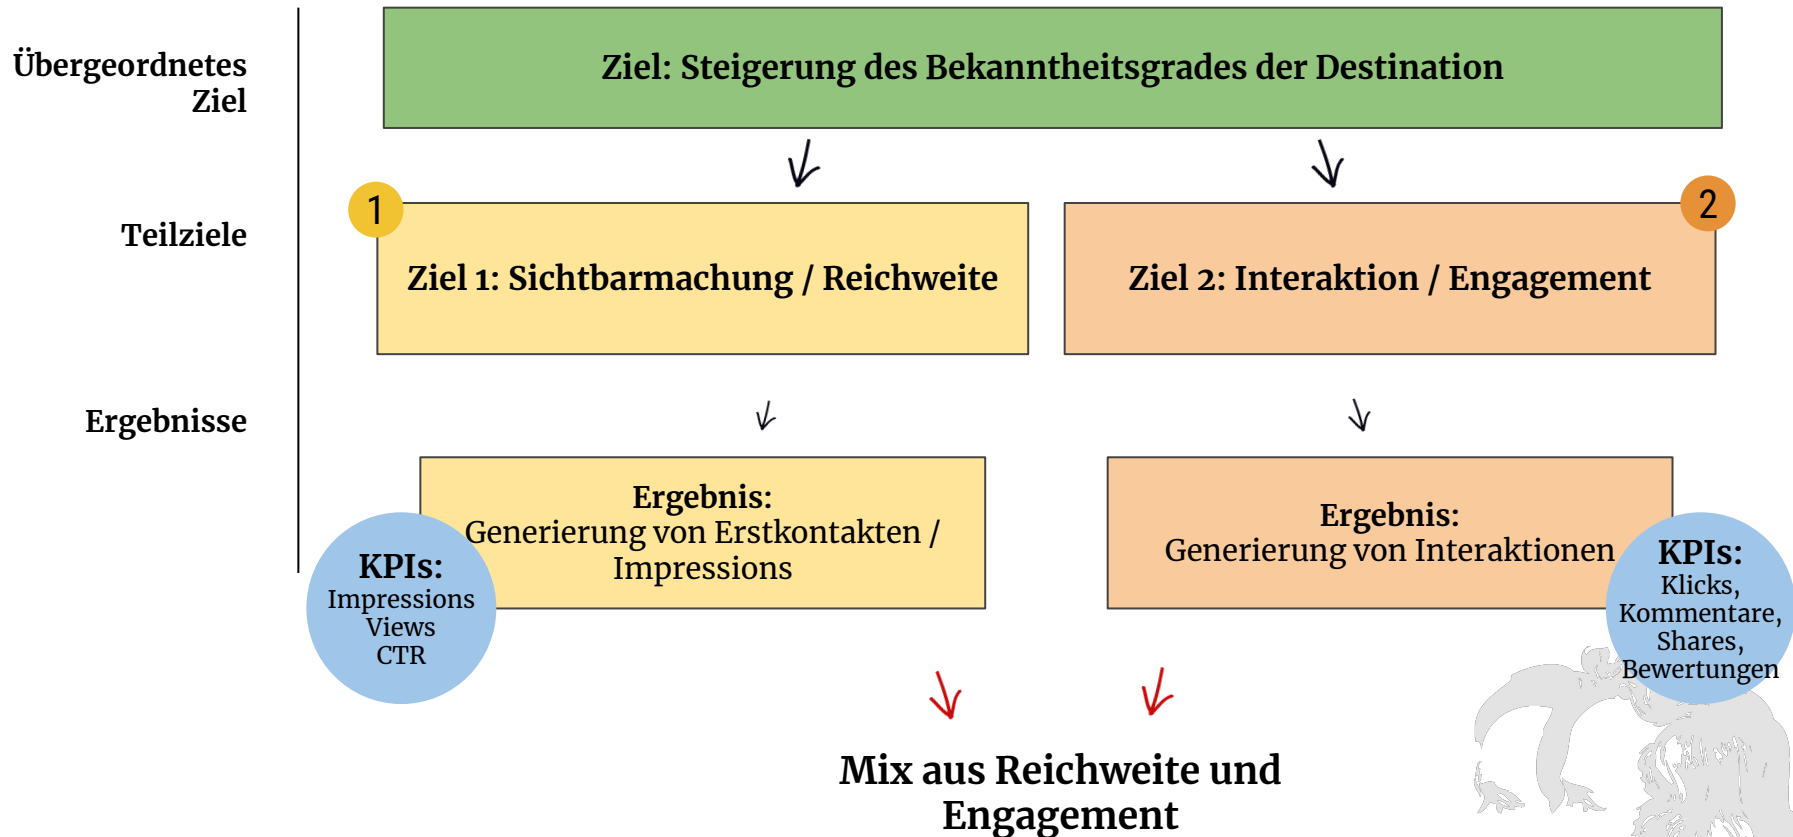 Übergeordnetes
Ziel
Ziel: Steigerung des Bekanntheitsgrades der Destination
Teilziele
1
Ziel 1: Sichtbarmachung / Reichweite
2
Ziel 2: Interaktion / Engagement
Ergebnisse
Ergebnis:
Generierung von Erstkontakten /
Impressions
KPIs:
Impressions
Views
CTR
Ergebnis:
Generierung von Interaktionen
KPIs:
Klicks,
Kommentare,
Shares,
Bewertungen
Mix aus Reichweite und
Engagement